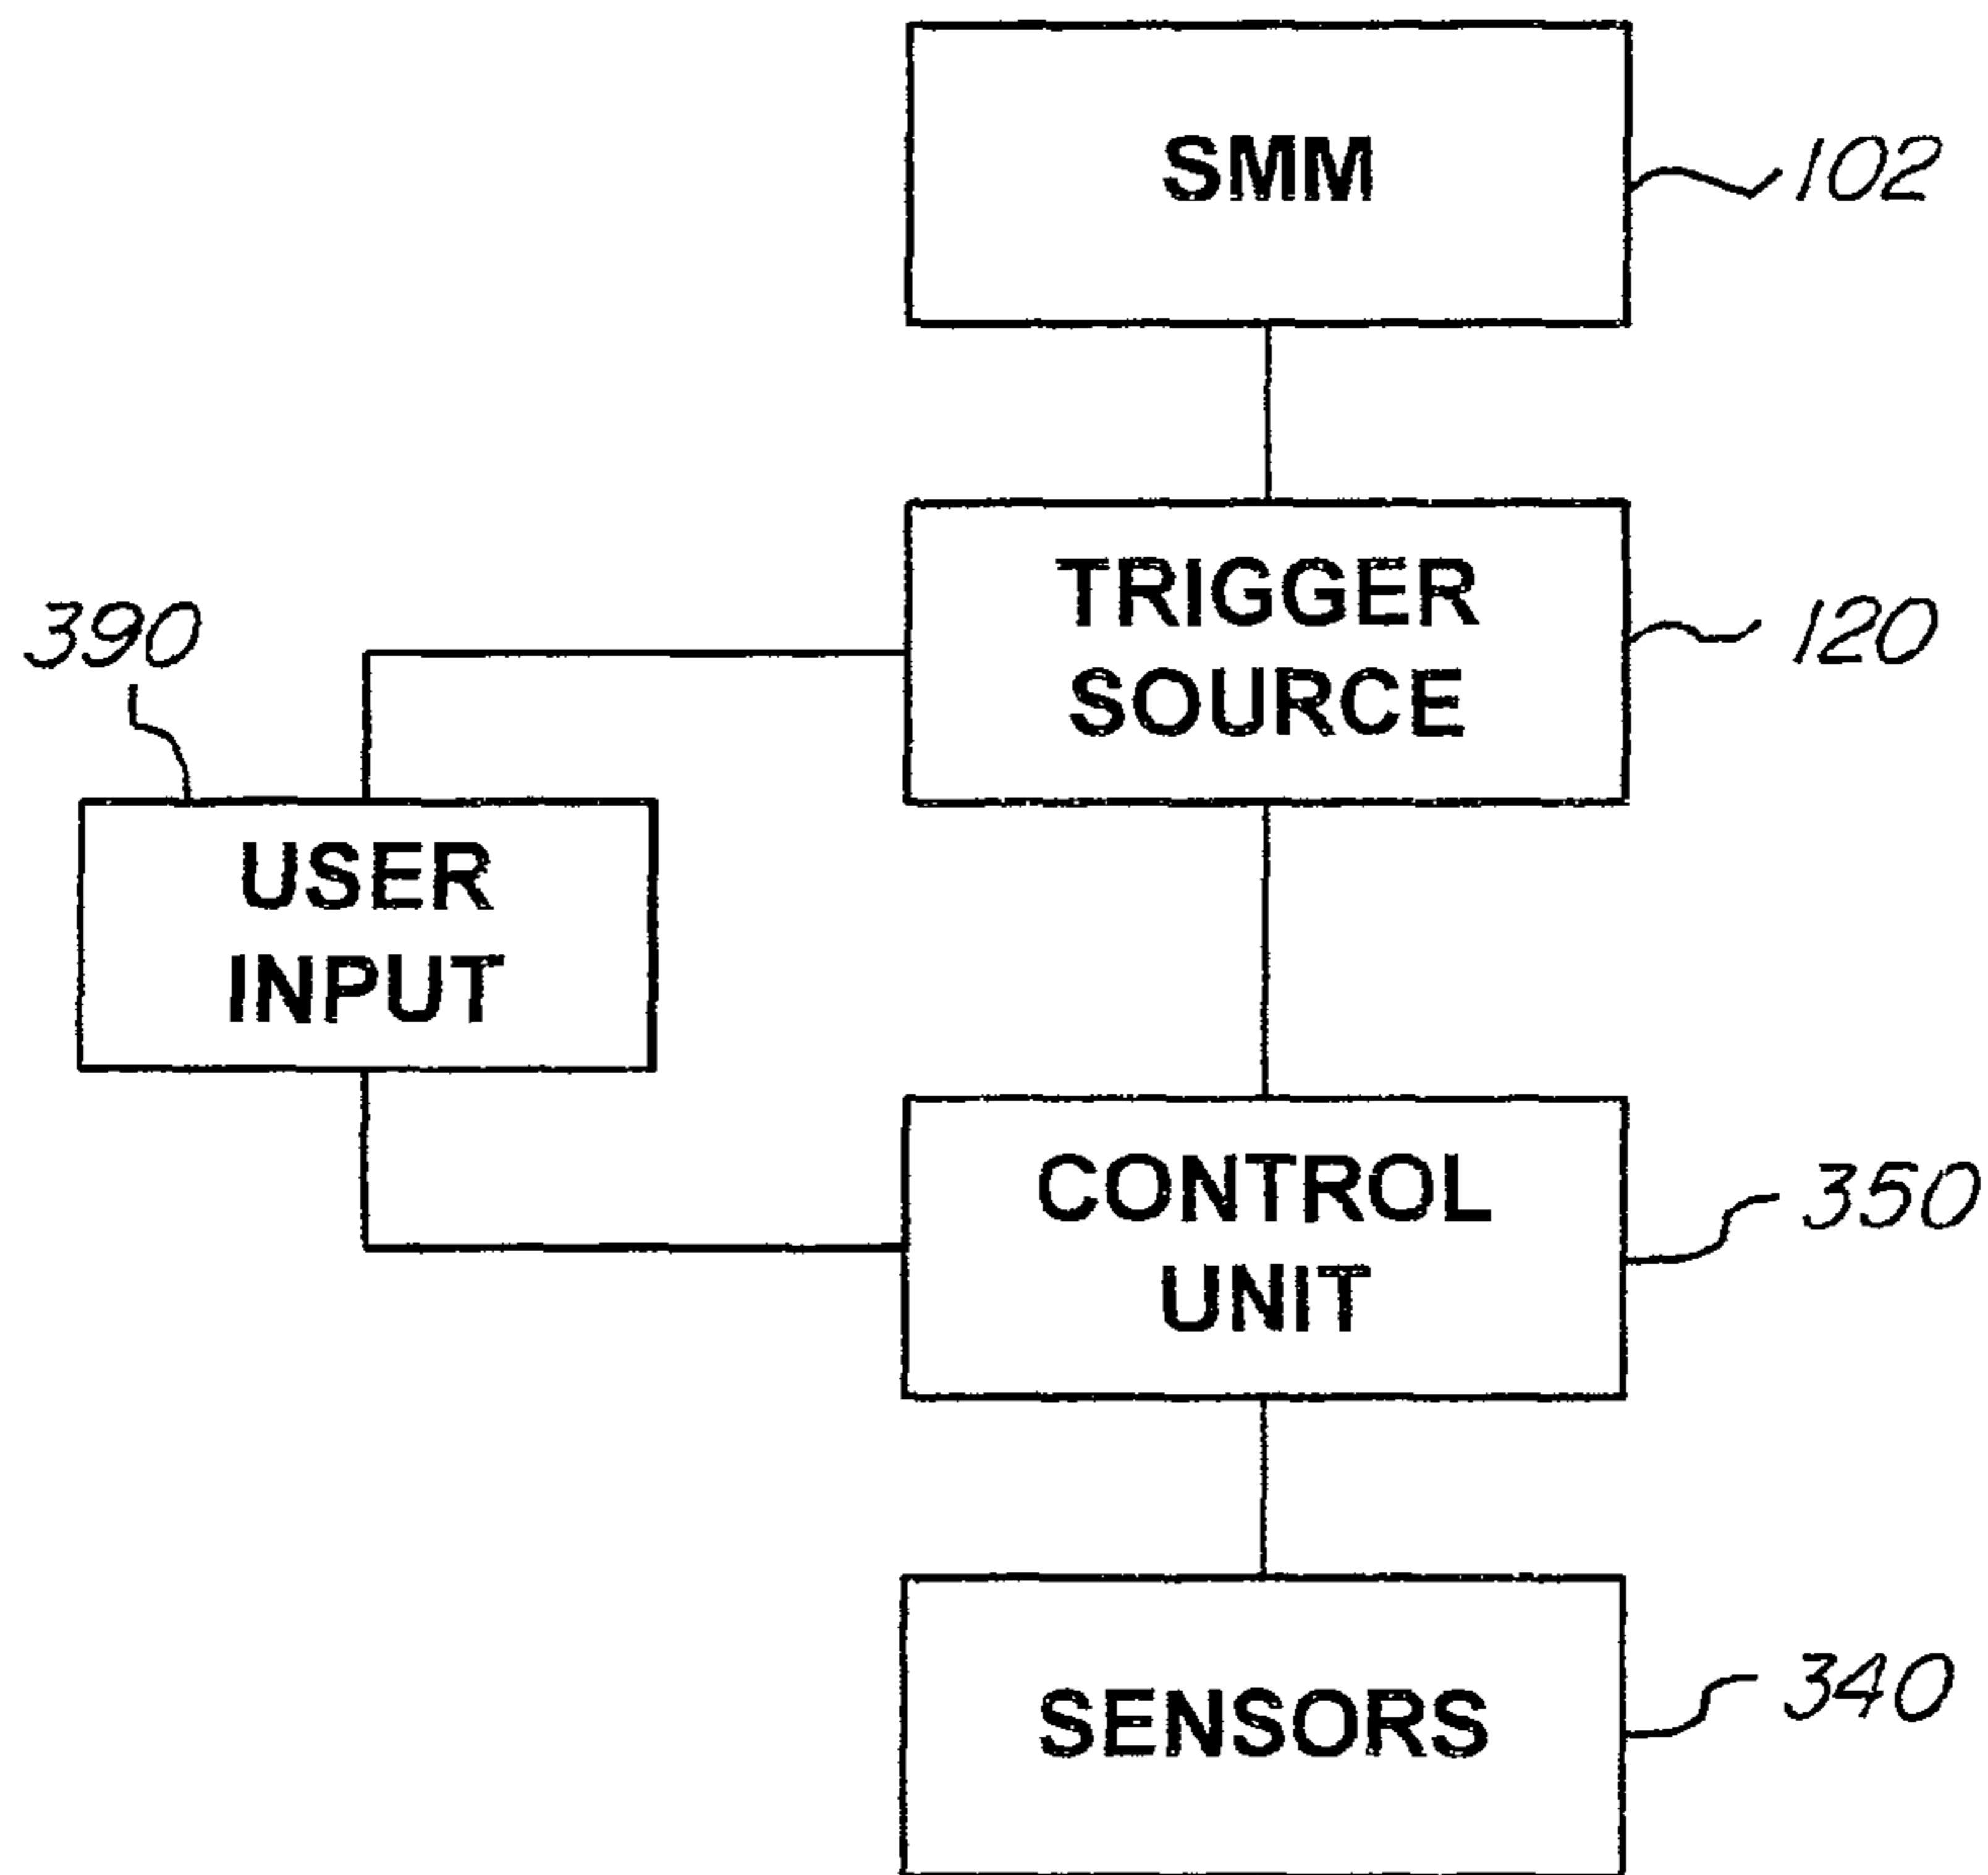 SMM
102
TRIGGER
SOURCE
120
390
USER
INPUT
CONTROL
UNIT
350
SENSORS
340